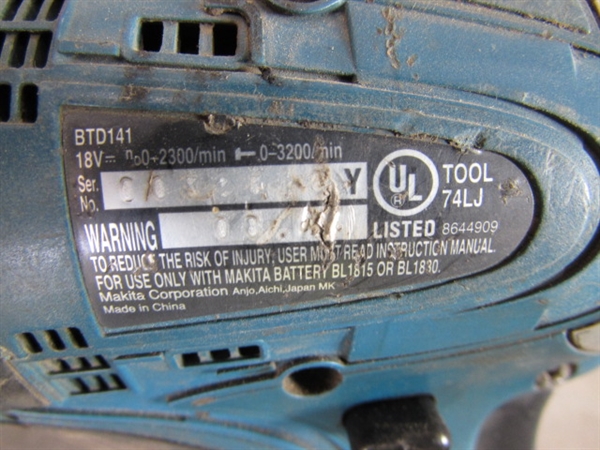 BTD141
18V⎓ n₀0-2300/min 0-3200/min
Ser. No. Y
UL ® TOOL 74LJ
LISTED 8644909
WARNING
TO REDUCE THE RISK OF INJURY; USER MUST READ INSTRUCTION MANUAL.
FOR USE ONLY WITH MAKITA BATTERY BL1815 OR BL1830.
Makita Corporation Anjo,Aichi,Japan MK
Made in China